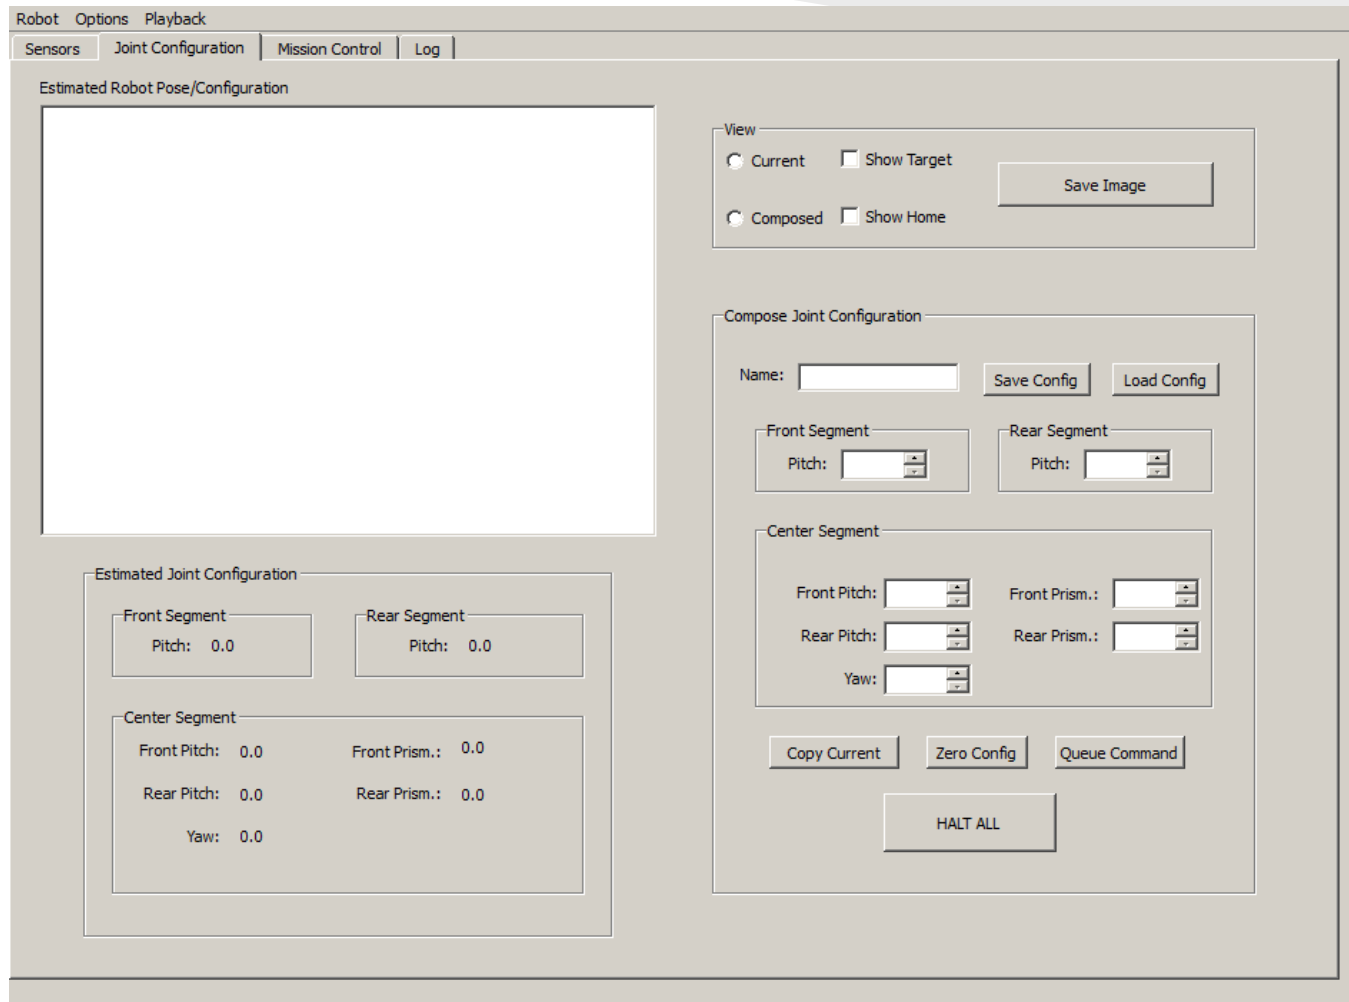 Robot Options Playback
Sensors Joint Configuration Mission Control Log
Estimated Robot Pose/Configuration
View
Current Show Target
Save Image
Composed Show Home
Compose Joint Configuration
Name: Save Config Load Config
Front Segment Rear Segment
Pitch: Pitch:
Center Segment
Front Pitch: Front Prism.:
Rear Pitch: Rear Prism.:
Yaw:
Copy Current Zero Config Queue Command
HALT ALL
Estimated Joint Configuration
Front Segment Rear Segment
Pitch: 0.0 Pitch: 0.0
Center Segment
Front Pitch: 0.0 Front Prism.: 0.0
Rear Pitch: 0.0 Rear Prism.: 0.0
Yaw: 0.0